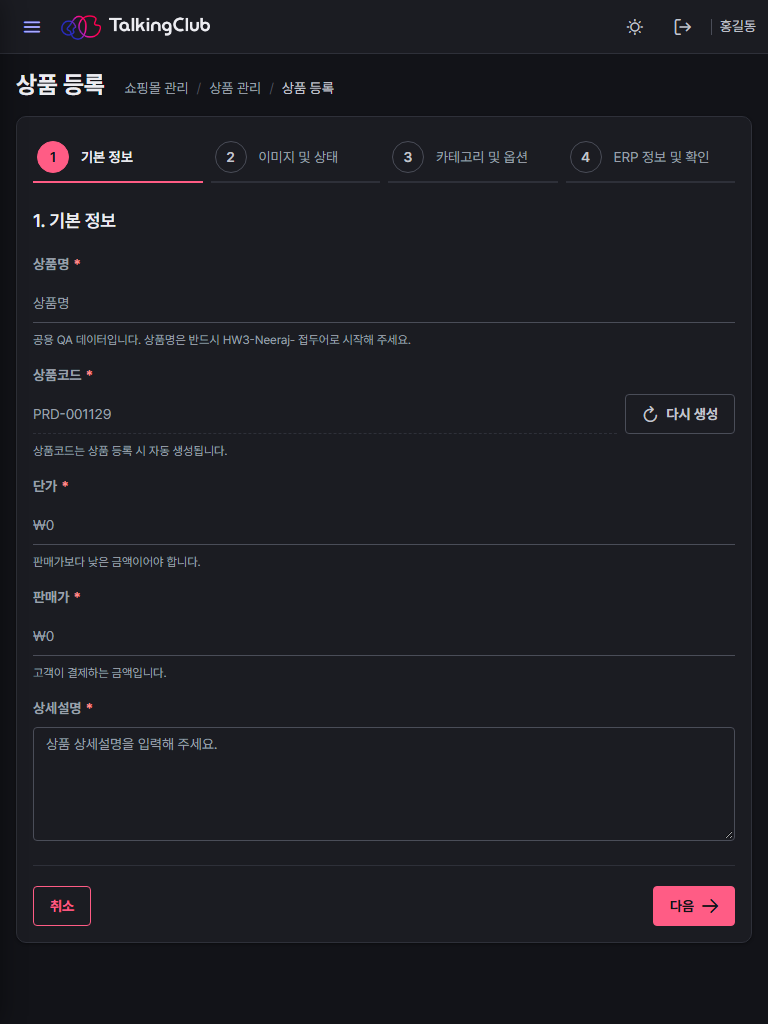 TalkingClub
홍길동
상품 등록
쇼핑몰 관리 / 상품 관리 / 상품 등록
1 기본 정보
2 이미지 및 상태
3 카테고리 및 옵션
4 ERP 정보 및 확인
1. 기본 정보
상품명 *
상품명
공용 QA 데이터입니다. 상품명은 반드시 HW3-Neeraj- 접두어로 시작해 주세요.
상품코드 *
PRD-001129
다시 생성
상품코드는 상품 등록 시 자동 생성됩니다.
단가 *
₩0
판매가보다 낮은 금액이어야 합니다.
판매가 *
₩0
고객이 결제하는 금액입니다.
상세설명 *
상품 상세설명을 입력해 주세요.
취소
다음